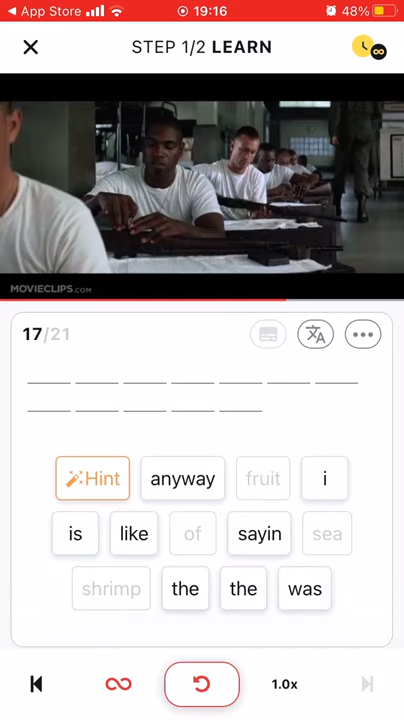 App Store
19:16
48%
STEP 1/2 LEARN
MOVIECLIPS.COM
17/21
Hint anyway fruit i
is like of sayin sea
shrimp the the was
1.0x